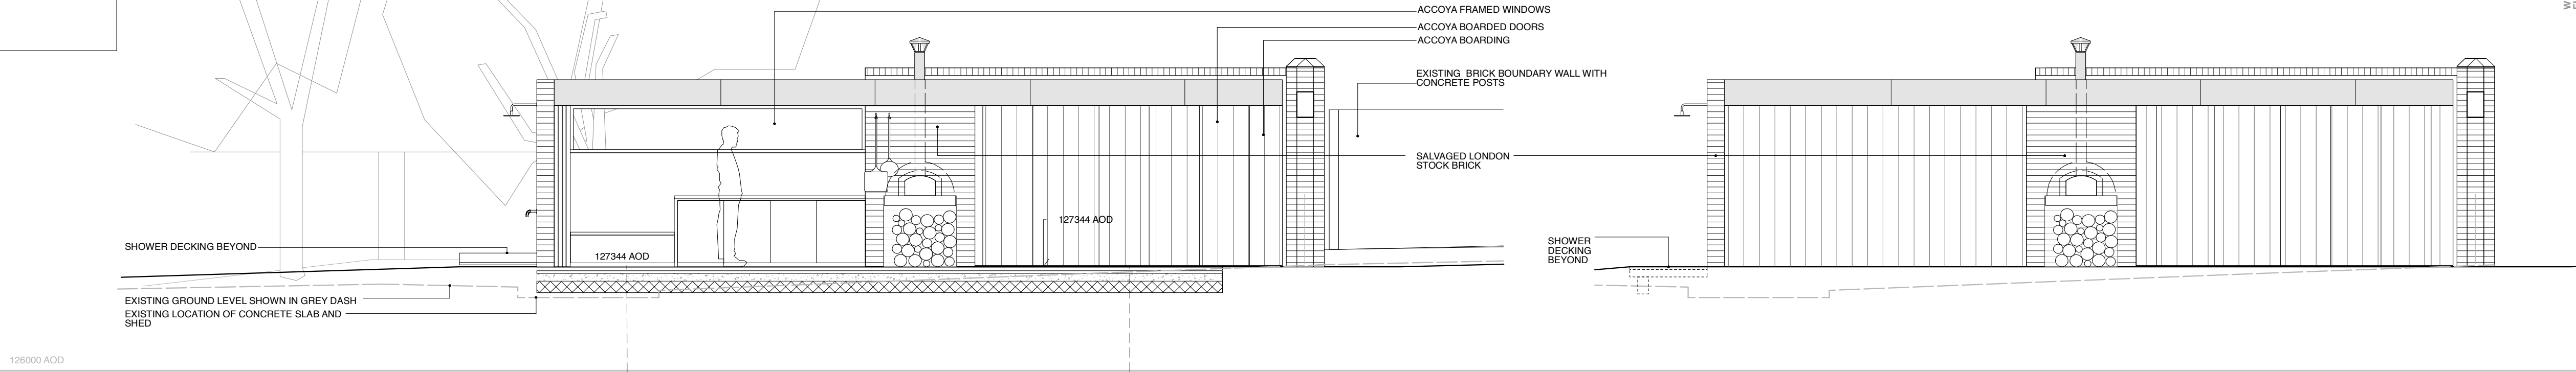 ACCOYA FRAMED WINDOWS
ACCOYA BOARDED DOORS
ACCOYA BOARDING
EXISTING BRICK BOUNDARY WALL WITH
CONCRETE POSTS
SALVAGED LONDON
STOCK BRICK
127344 AOD
SHOWER DECKING BEYOND
127344 AOD
SHOWER
DECKING
BEYOND
EXISTING GROUND LEVEL SHOWN IN GREY DASH
EXISTING LOCATION OF CONCRETE SLAB AND
SHED
126000 AOD